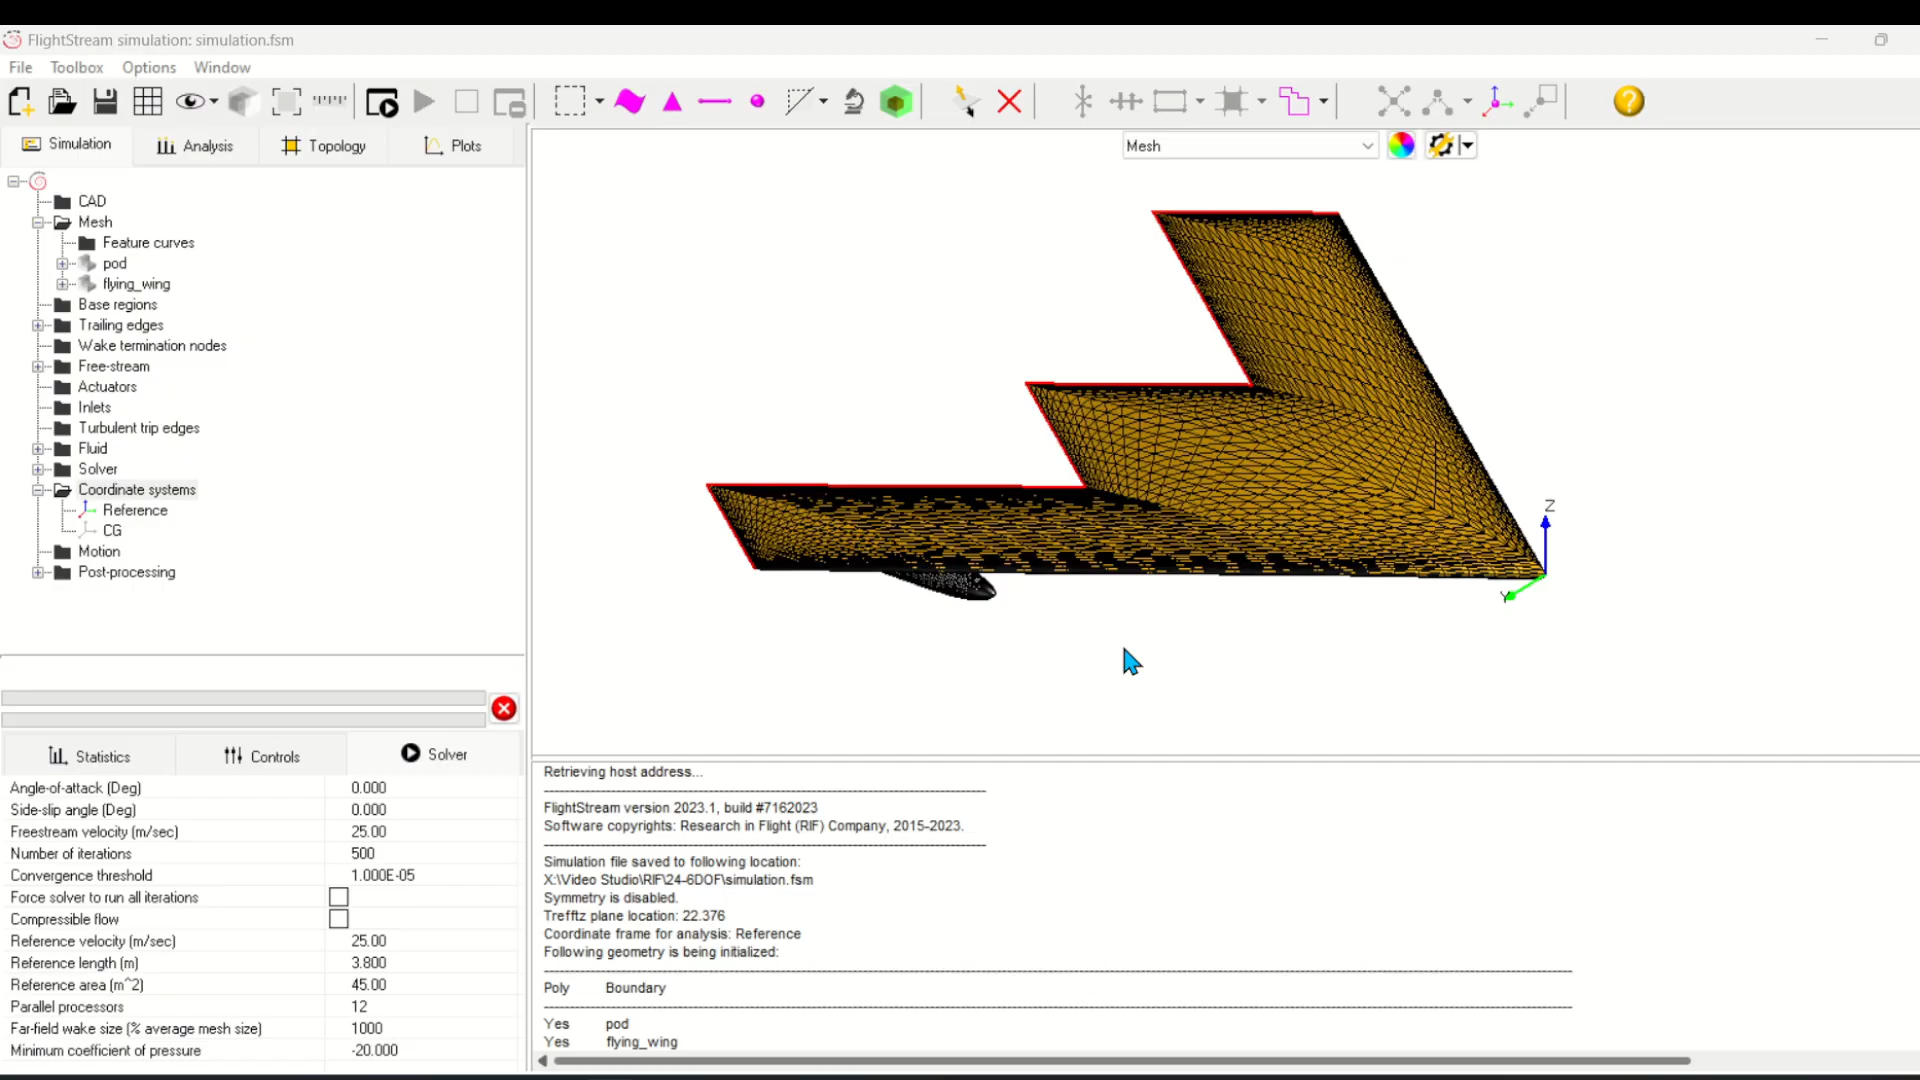 FlightStream simulation: simulation.fsm
File Toolbox Options Window
Simulation Analysis Topology Plots
Mesh
CAD
Mesh
Feature curves
pod
flying_wing
Base regions
Trailing edges
Wake termination nodes
Free-stream
Actuators
Inlets
Turbulent trip edges
Fluid
Solver
Coordinate systems
Reference
CG
Motion
Post-processing
Z
Y
Statistics Controls Solver
Angle-of-attack (Deg) 0.000
Side-slip angle (Deg) 0.000
Freestream velocity (m/sec) 25.00
Number of iterations 500
Convergence threshold 1.000E-05
Force solver to run all iterations
Compressible flow
Reference velocity (m/sec) 25.00
Reference length (m) 3.800
Reference area (m^2) 45.00
Parallel processors 12
Far-field wake size (% average mesh size) 1000
Minimum coefficient of pressure -20.000
Retrieving host address...
FlightStream version 2023.1, build #7162023
Software copyrights: Research in Flight (RIF) Company, 2015-2023.
Simulation file saved to following location:
X:\Video Studio\RIF\24-6DOF\simulation.fsm
Symmetry is disabled.
Trefftz plane location: 22.376
Coordinate frame for analysis: Reference
Following geometry is being initialized:
Poly Boundary
Yes pod
Yes flying_wing